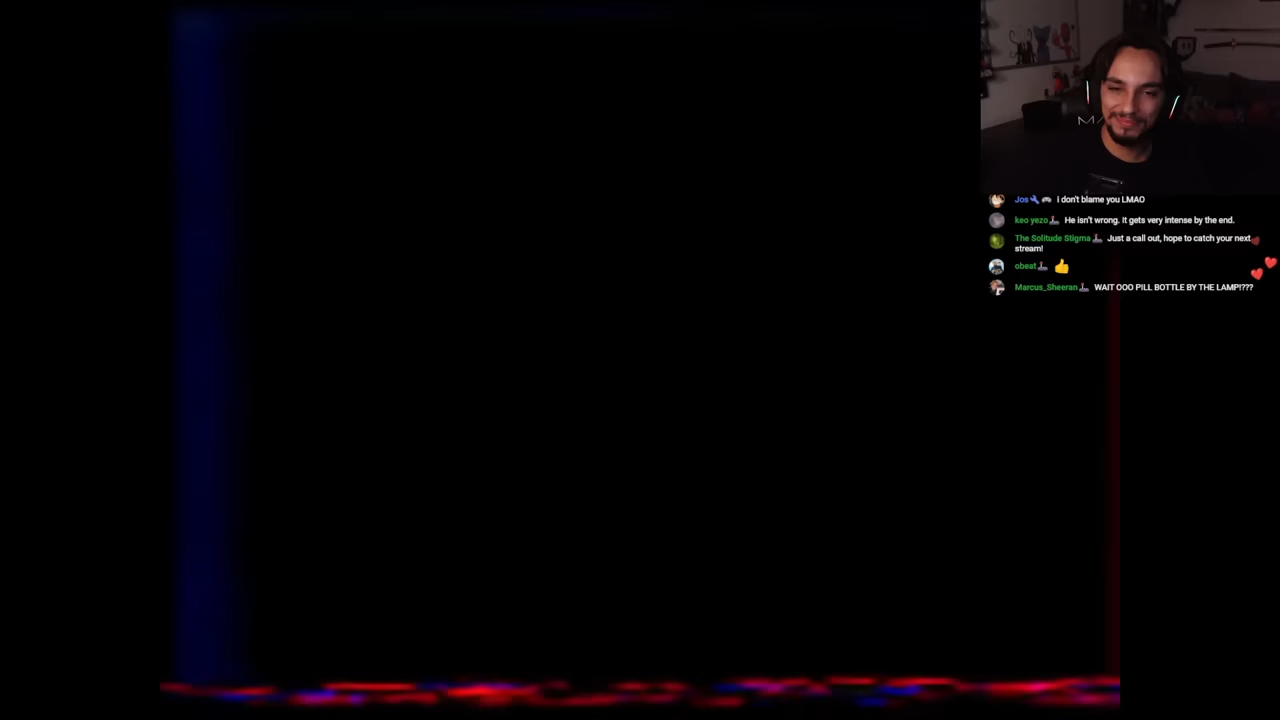 Jos i don't blame you LMAO
keo yezo He isn't wrong. It gets very intense by the end.
The Solitude Stigma Just a call out, hope to catch your next
stream!
obeat 👍
Marcus_Sheeran WAIT OOO PILL BOTTLE BY THE LAMP!???